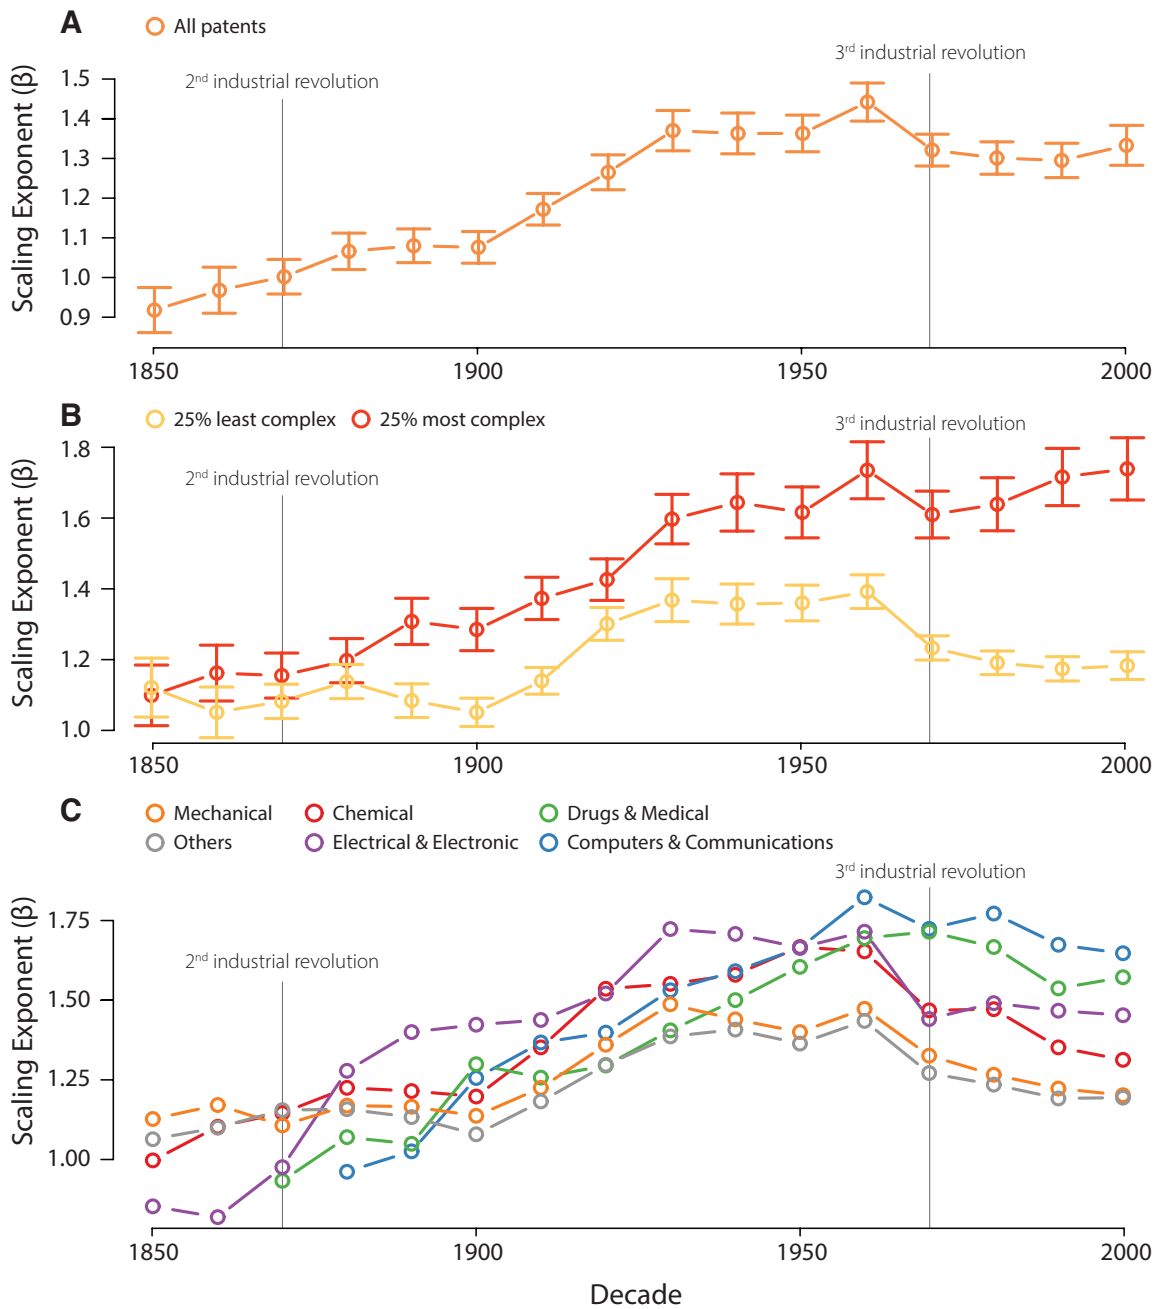 A
All patents
3rd industrial revolution
2nd industrial revolution
Scaling Exponent (β)
1.5
1.4
1.3
1.2
1.1
1.0
0.9
1850 1900 1950 2000
B
25% least complex 25% most complex
3rd industrial revolution
2nd industrial revolution
Scaling Exponent (β)
1.8
1.6
1.4
1.2
1.0
1850 1900 1950 2000
C
Mechanical Chemical Drugs & Medical
Others Electrical & Electronic Computers & Communications
3rd industrial revolution
2nd industrial revolution
Scaling Exponent (β)
1.75
1.50
1.25
1.00
1850 1900 1950 2000
Decade